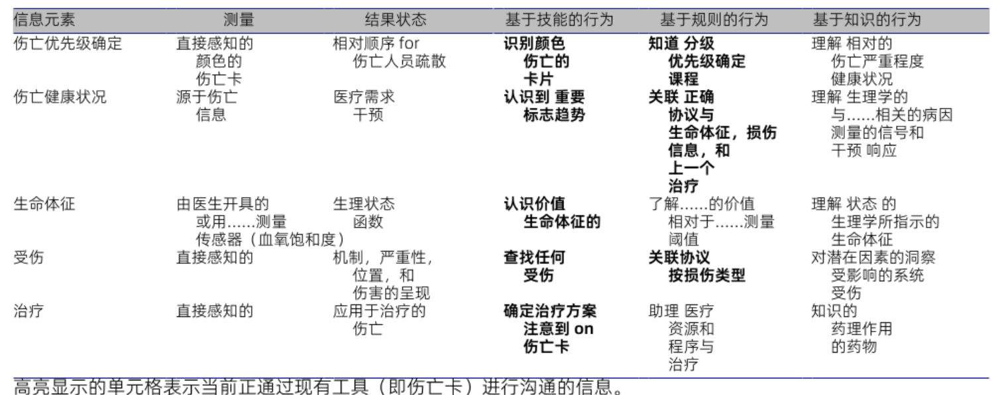 信息元素 测量 结果状态 基于技能的行为 基于规则的行为 基于知识的行为
伤亡优先级确定 直接感知的 相对顺序 for 识别颜色 知道 分级 理解 相对的
颜色的 伤亡人员疏散 伤亡的 优先级确定 伤亡严重程度
伤亡卡 卡片 课程 健康状况
伤亡健康状况 源于伤亡 医疗需求 认识到 重要 关联 正确 理解 生理学的
信息 干预 标志趋势 协议与 与……相关的病因
生命体征，损伤 测量的信号和
信息，和 干预 响应
上一个
治疗
生命体征 由医生开具的 生理状态 认识价值 了解……的价值 理解 状态 的
或用……测量 函数 生命体征的 相对于……测量 生理学所指示的
传感器（血氧饱和度） 阈值 生命体征
受伤 直接感知的 机制，严重性， 查找任何 关联协议 对潜在因素的洞察
位置，和 受伤 按损伤类型 受影响的系统
伤害的呈现 受伤
治疗 直接感知的 应用于治疗的 确定治疗方案 助理 医疗 知识的
伤亡 注意到 on 资源和 药理作用
伤亡卡 程序与 的药物
治疗
高亮显示的单元格表示当前正通过现有工具（即伤亡卡）进行沟通的信息。